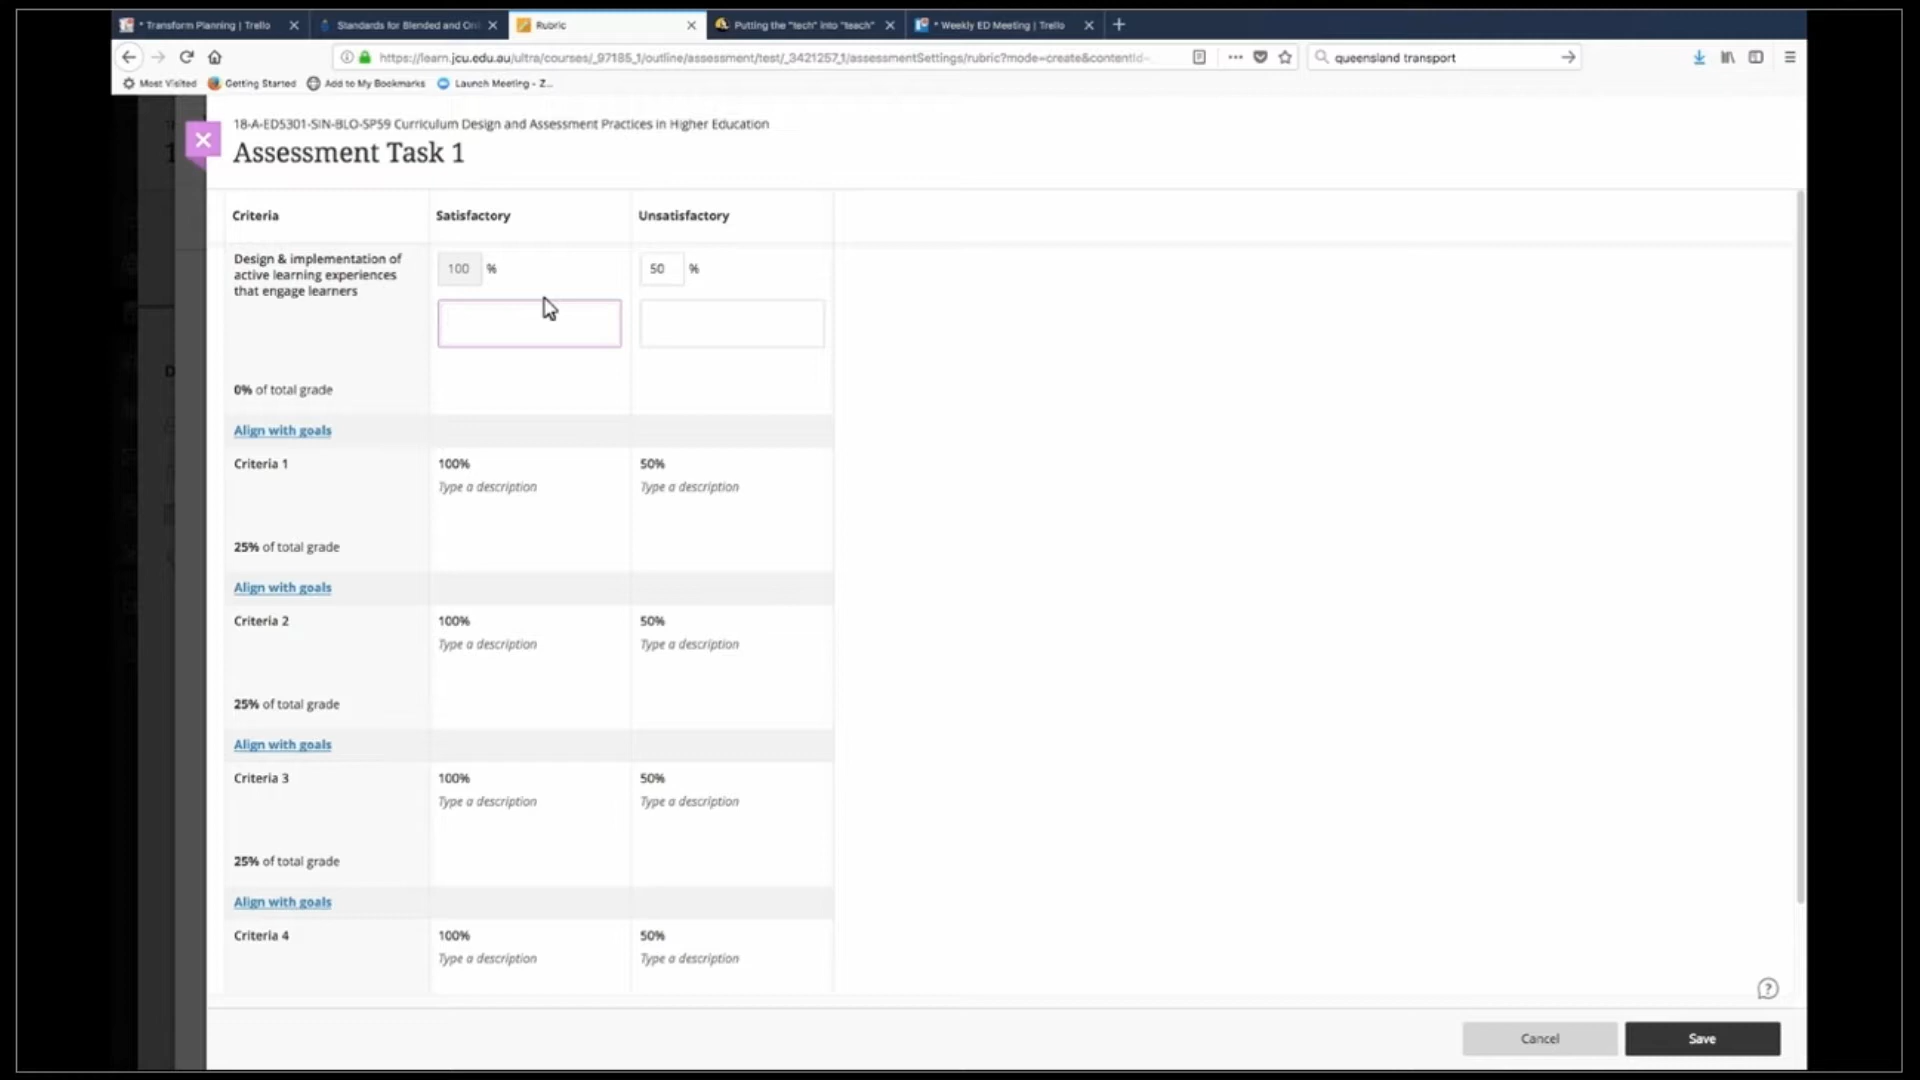 * Transform Planning | Trello
Standards for Blended and Onl
Rubric
Putting the "tech" into "teach"
* Weekly ED Meeting | Trello
https://learn.jcu.edu.au/ultra/courses/_97185_1/outline/assessment/test/_3421257_1/assessmentSettings/rubric?mode=create&contentId=
queensland transport
Most Visited
Getting Started
Add to My Bookmarks
Launch Meeting - Z...
18-A-ED5301-SIN-BLO-SP59 Curriculum Design and Assessment Practices in Higher Education
Assessment Task 1
Criteria
Satisfactory
Unsatisfactory
Design & implementation of
active learning experiences
that engage learners
100 %
50 %
0% of total grade
Align with goals
Criteria 1
100%
50%
Type a description
Type a description
25% of total grade
Align with goals
Criteria 2
100%
50%
Type a description
Type a description
25% of total grade
Align with goals
Criteria 3
100%
50%
Type a description
Type a description
25% of total grade
Align with goals
Criteria 4
100%
50%
Type a description
Type a description
Cancel
Save